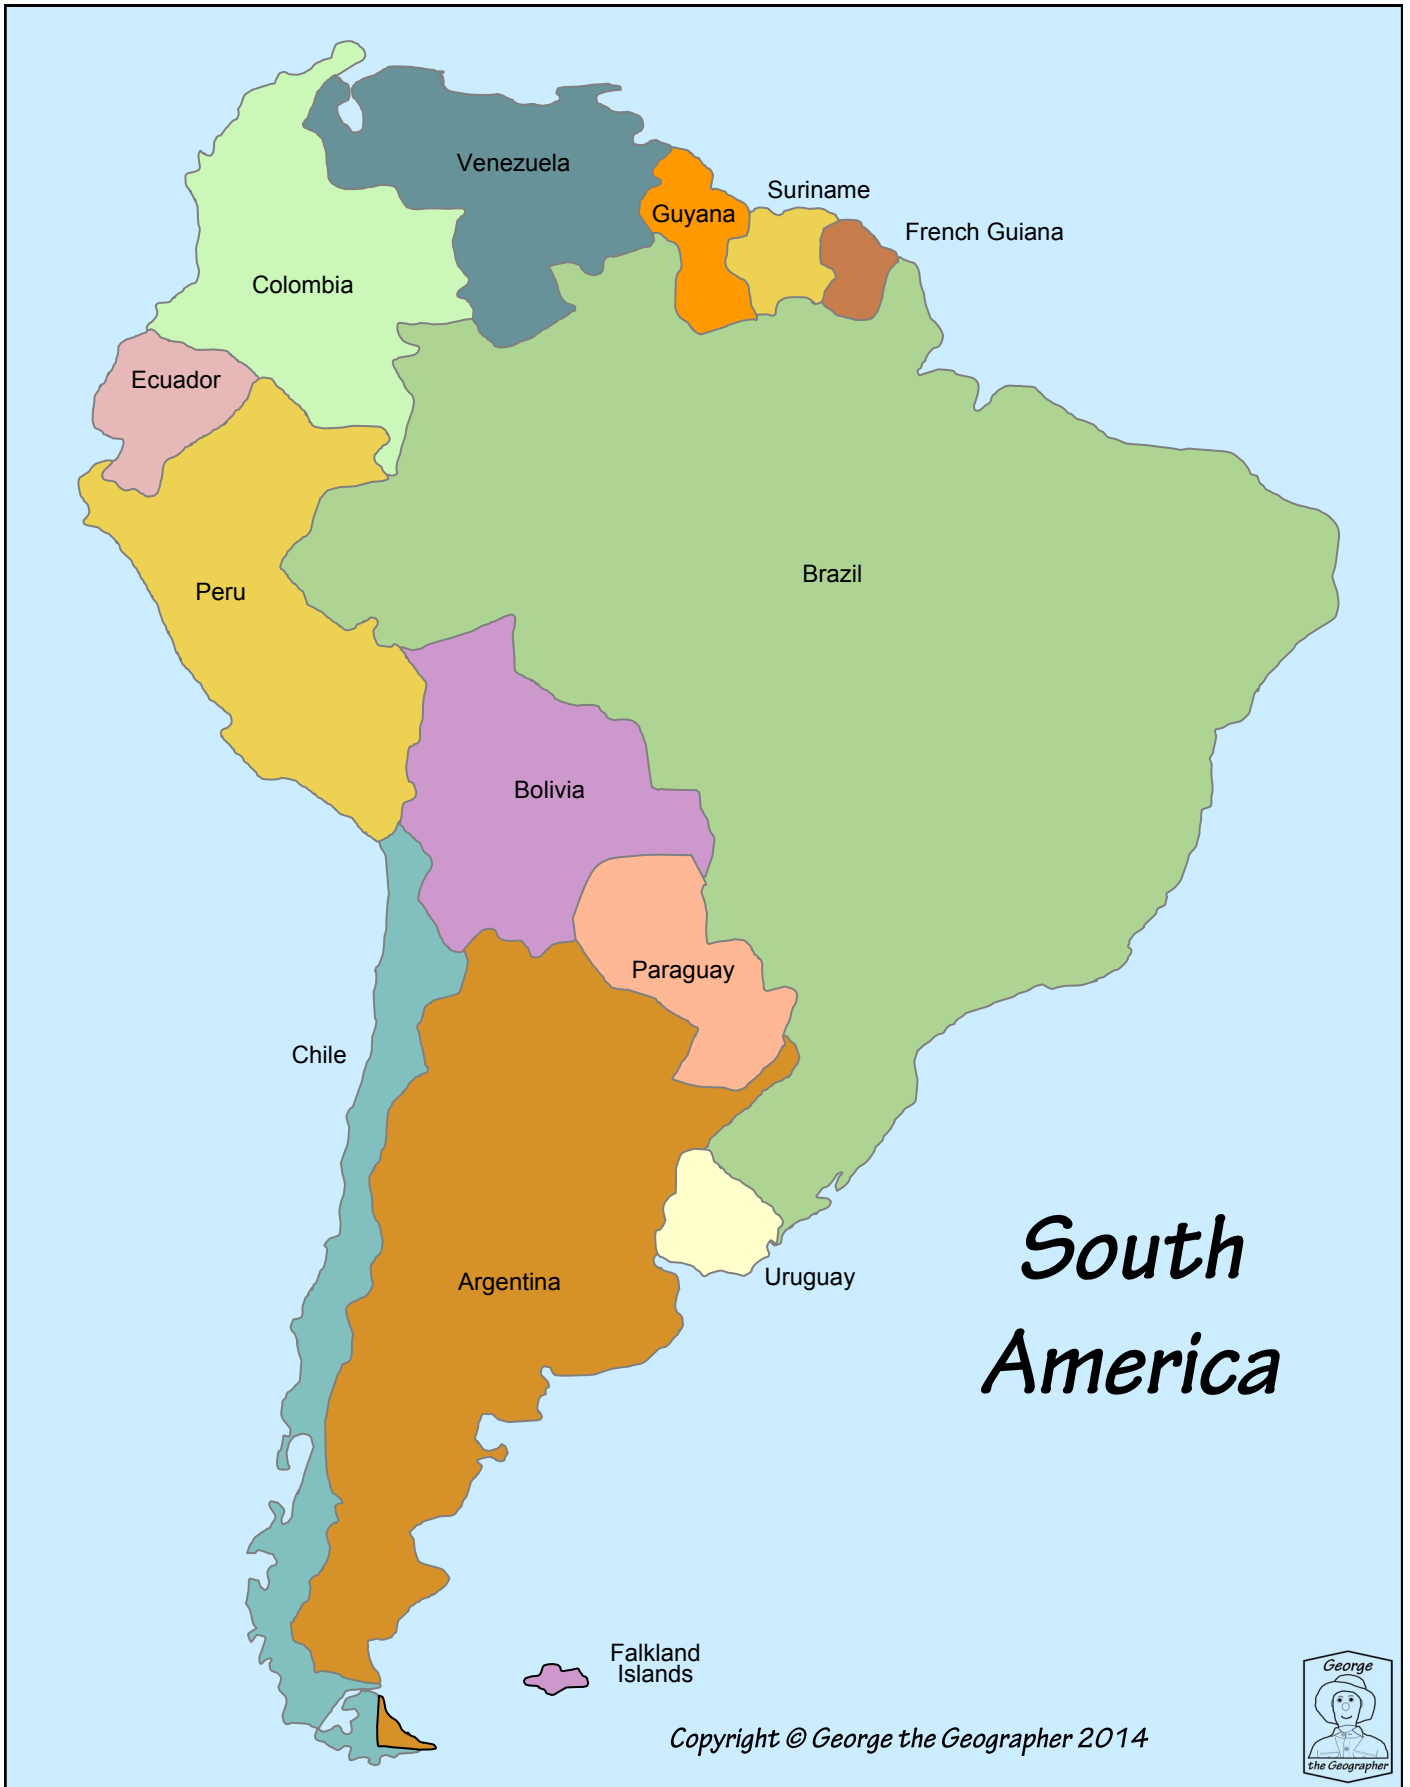 Venezuela
Suriname
Guyana
French Guiana
Colombia
Ecuador
Brazil
Peru
Bolivia
Paraguay
Chile
South
America
Uruguay
Argentina
Falkland
Islands
George
the Geographer
Copyright © George the Geographer 2014